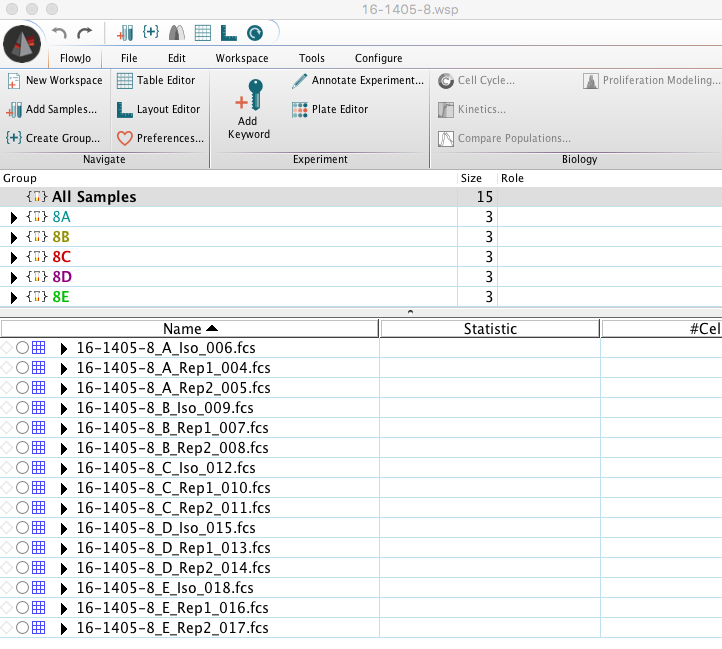 16-1405-8.wsp
FlowJo File Edit Workspace Tools Configure
New Workspace Table Editor Annotate Experiment... Cell Cycle... Proliferation Modeling...
Add Samples... Layout Editor Add Keyword Plate Editor Kinetics...
{+} Create Group... Preferences... Compare Populations...
Navigate Experiment Biology
Group Size Role
All Samples 15
8A 3
8B 3
8C 3
8D 3
8E 3
Name Statistic #Cel
16-1405-8_A_Iso_006.fcs
16-1405-8_A_Rep1_004.fcs
16-1405-8_A_Rep2_005.fcs
16-1405-8_B_Iso_009.fcs
16-1405-8_B_Rep1_007.fcs
16-1405-8_B_Rep2_008.fcs
16-1405-8_C_Iso_012.fcs
16-1405-8_C_Rep1_010.fcs
16-1405-8_C_Rep2_011.fcs
16-1405-8_D_Iso_015.fcs
16-1405-8_D_Rep1_013.fcs
16-1405-8_D_Rep2_014.fcs
16-1405-8_E_Iso_018.fcs
16-1405-8_E_Rep1_016.fcs
16-1405-8_E_Rep2_017.fcs